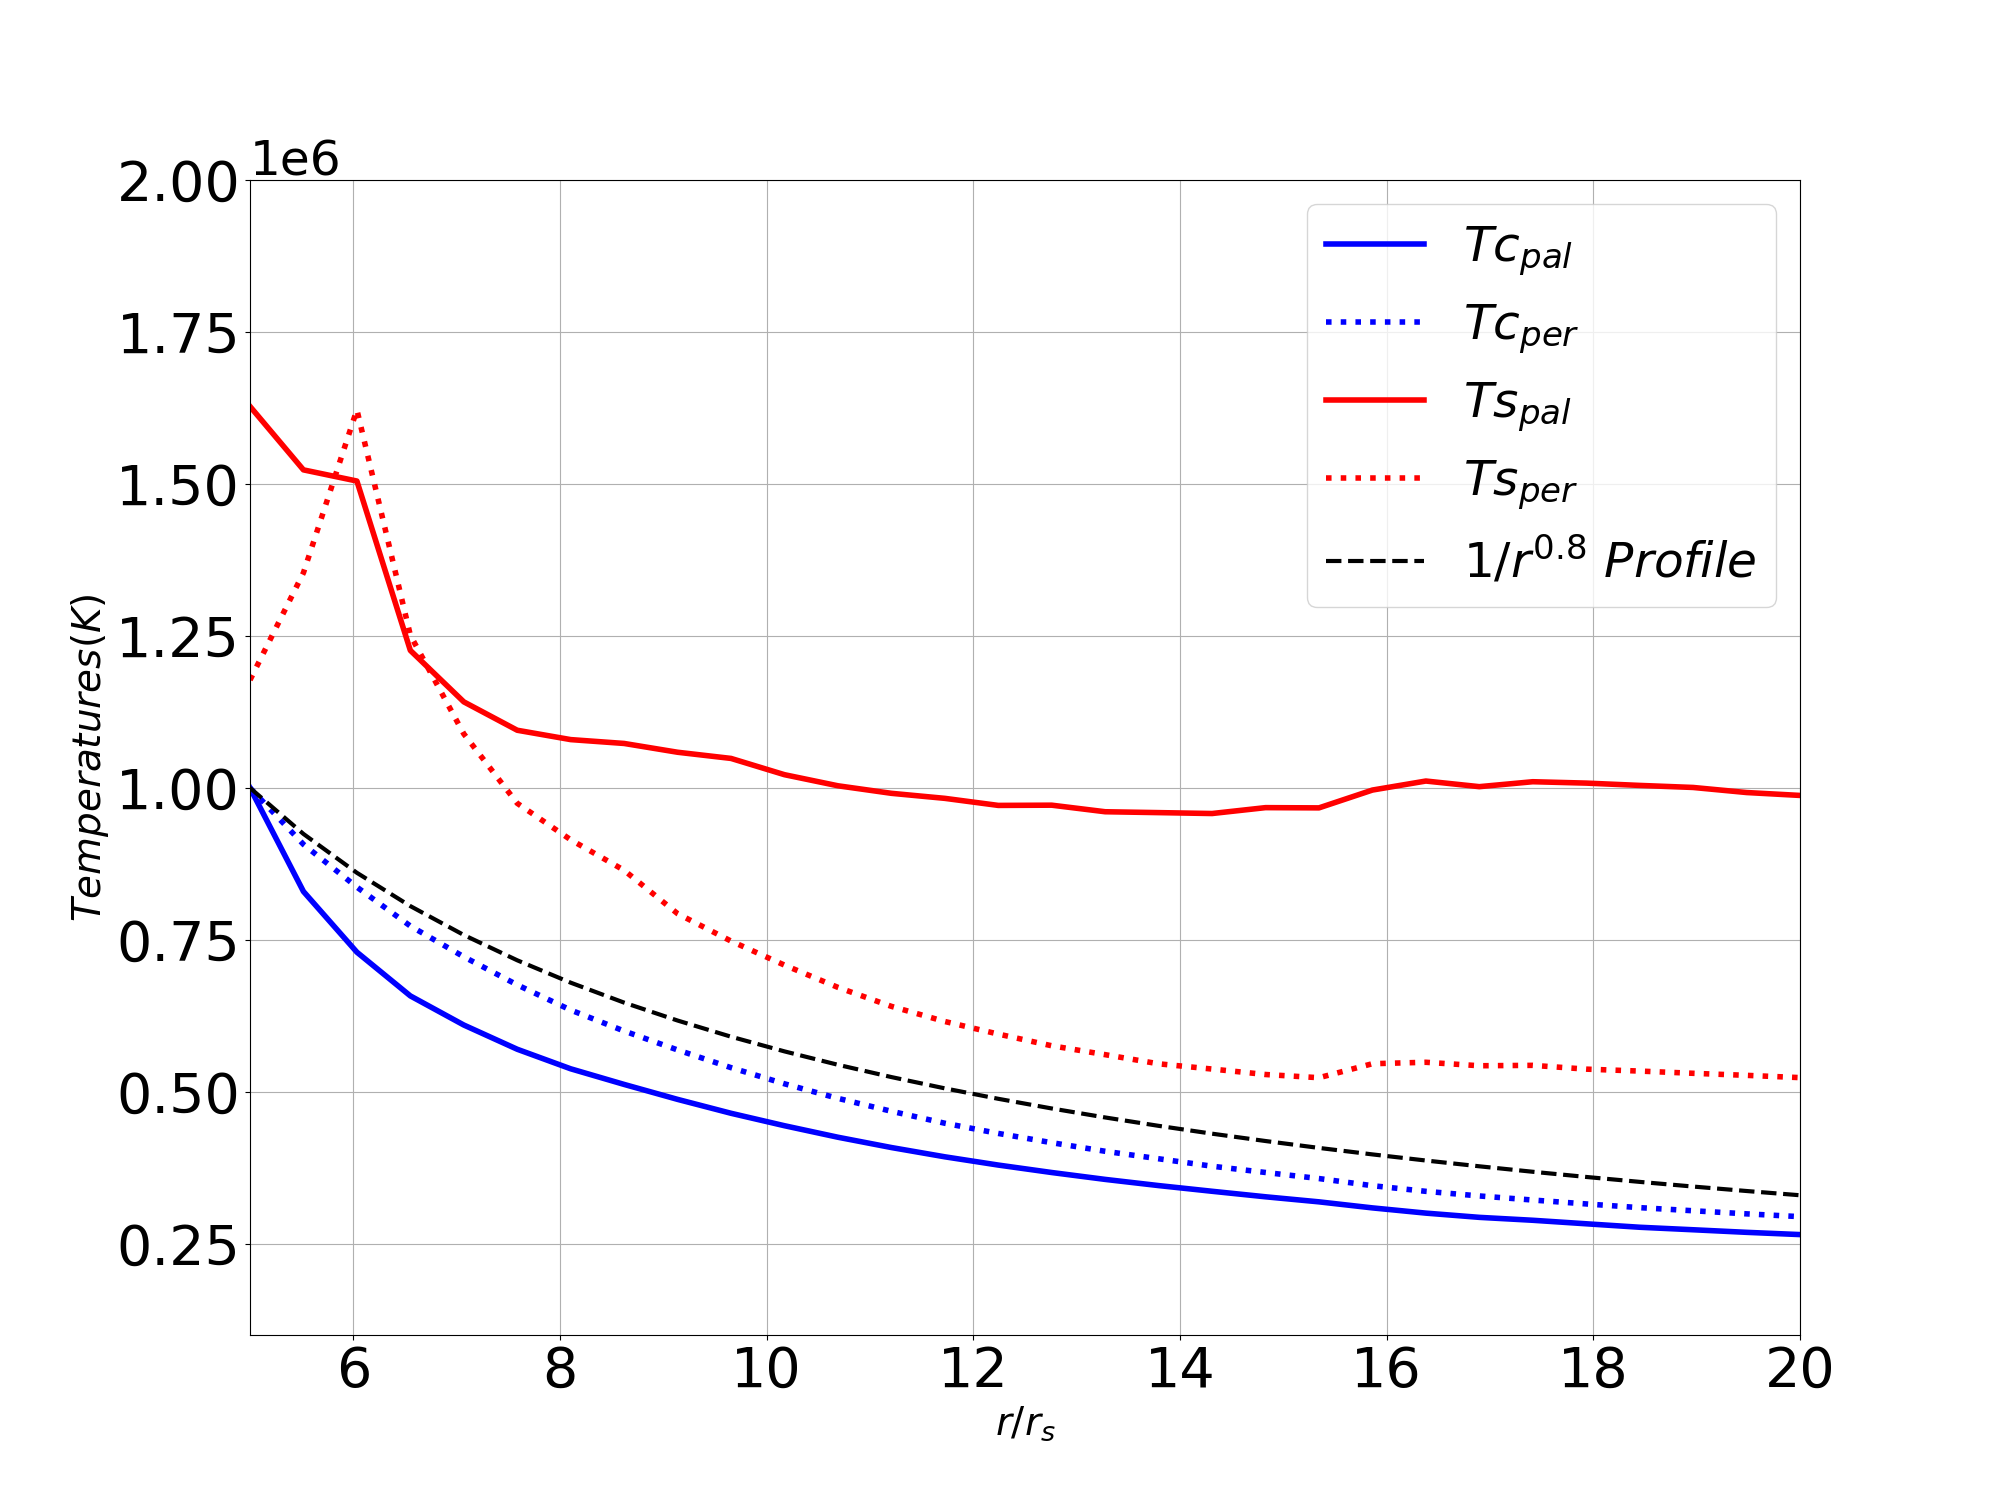 1e6
2.00
1.75
1.50
1.25
1.00
0.75
0.50
0.25
Temperatures(K)
6 8 10 12 14 16 18 20
r/r_s
Tc_pal
Tc_per
Ts_pal
Ts_per
1/r^0.8 Profile